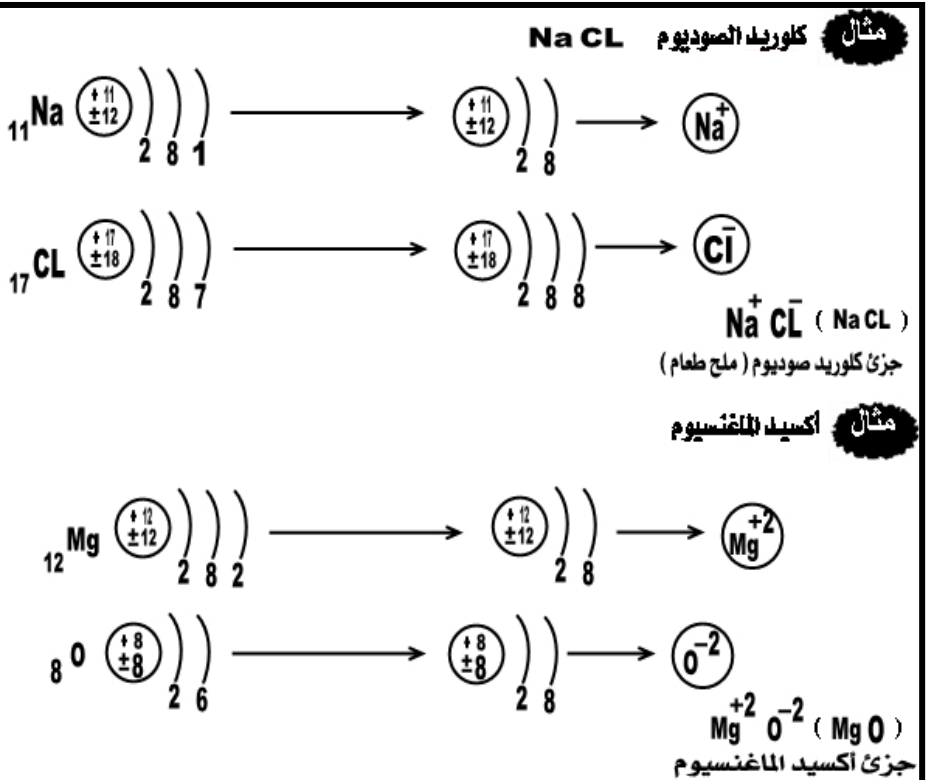 مثال كلوريد الصوديوم Na CL
11Na +11 ±12 2 8 1 +11 ±12 2 8 Na+
17CL +17 ±18 2 8 7 +17 ±18 2 8 8 Cl−
Na+ CL− ( Na CL )
جزئ كلوريد صوديوم ( ملح طعام )
مثال أكسيد الماغنسيوم
12Mg +12 ±12 2 8 2 +12 ±12 2 8 Mg+2
8O +8 ±8 2 6 +8 ±8 2 8 O−2
Mg+2 O−2 ( Mg O )
جزئ أكسيد الماغنسيوم